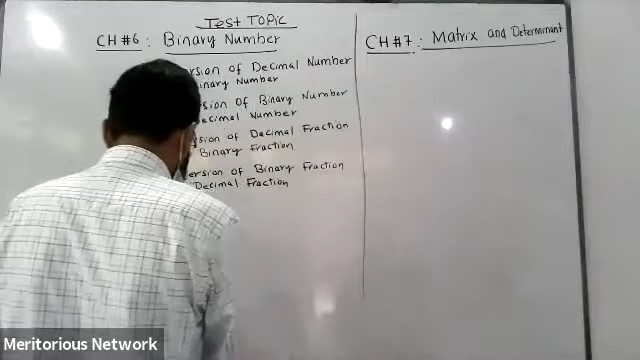 Test Topic
CH #6 : Binary Number
rsion of Decimal Number
inary Number
sion Of Binary Number
ecimal Number
sion of Decimal Fraction
Binary Fraction
ersion of Binary Fraction
Decimal Fraction
CH #7 : Matrix and Determinant
Meritorious Network